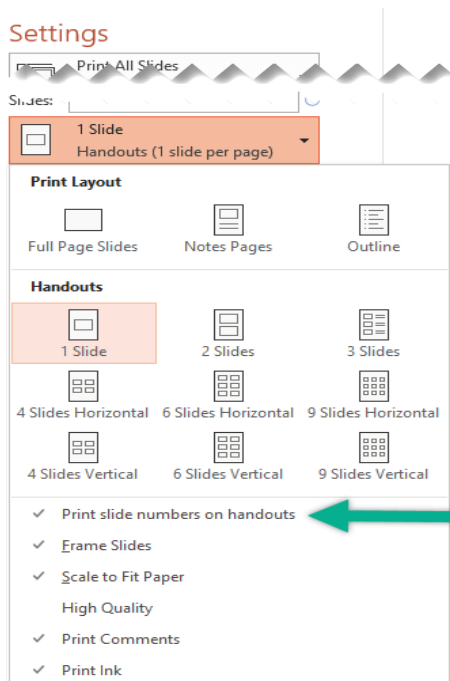 Settings
Print All Slides
Slides:
1 Slide
Handouts (1 slide per page)
Print Layout
Full Page Slides Notes Pages Outline
Handouts
1 Slide 2 Slides 3 Slides
4 Slides Horizontal 6 Slides Horizontal 9 Slides Horizontal
4 Slides Vertical 6 Slides Vertical 9 Slides Vertical
Print slide numbers on handouts
Frame Slides
Scale to Fit Paper
High Quality
Print Comments
Print Ink